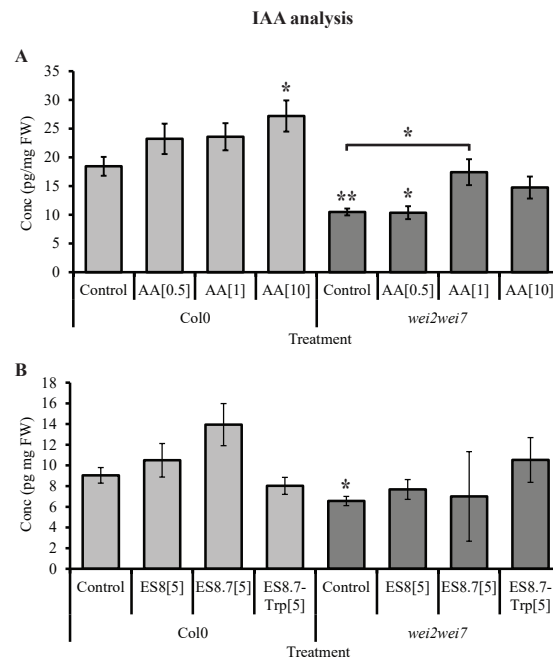 IAA analysis
A
Conc (pg/mg FW)
35
30
25
20
15
10
5
0
*
*
**
*
Control AA[0.5] AA[1] AA[10] Control AA[0.5] AA[1] AA[10]
Col0 wei2wei7
Treatment
B
Conc (pg mg FW)
18
16
14
12
10
8
6
4
2
0
*
Control ES8[5] ES8.7[5] ES8.7- Control ES8[5] ES8.7[5] ES8.7-
Trp[5] Trp[5]
Col0 wei2wei7
Treatment